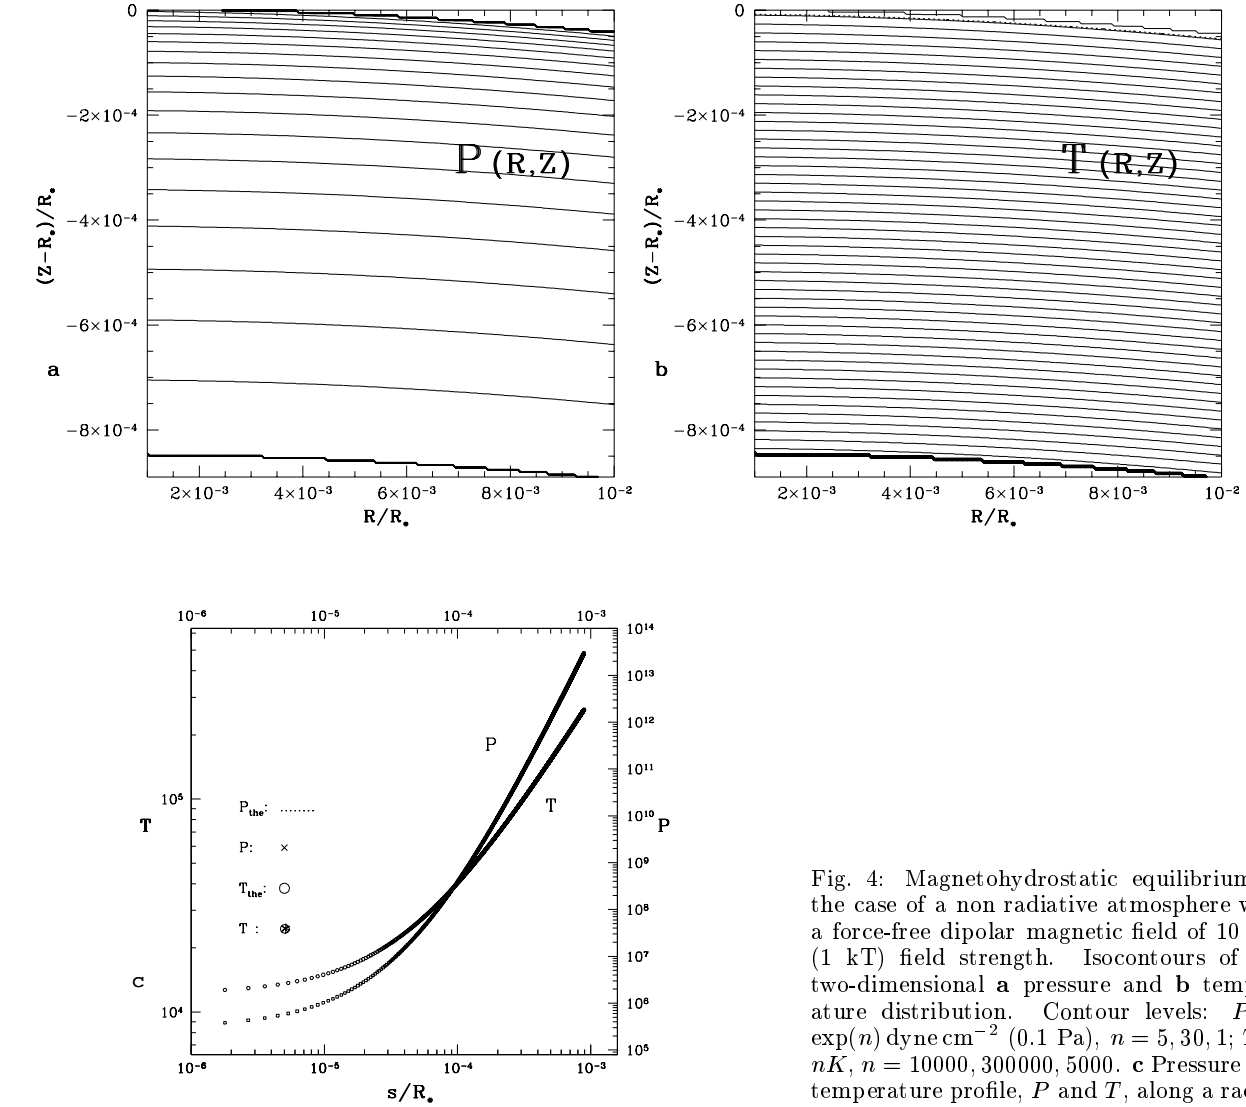 0
−2×10⁻⁴
−4×10⁻⁴
−6×10⁻⁴
−8×10⁻⁴
(Z−R*)/R*
P (R,Z)
a
2×10⁻³ 4×10⁻³ 6×10⁻³ 8×10⁻³ 10⁻²
R/R*
0
−2×10⁻⁴
−4×10⁻⁴
−6×10⁻⁴
−8×10⁻⁴
(Z−R*)/R*
T (R,Z)
b
2×10⁻³ 4×10⁻³ 6×10⁻³ 8×10⁻³ 10⁻²
R/R*
10⁻⁶ 10⁻⁵ 10⁻⁴ 10⁻³
10⁵
10⁴
T
c
P
T
P_the:
P:
T_the:
T :
10¹⁴
10¹³
10¹²
10¹¹
10¹⁰
10⁹
10⁸
10⁷
10⁶
10⁵
P
10⁻⁶ 10⁻⁵ 10⁻⁴ 10⁻³
s/R*
Fig. 4: Magnetohydrostatic equilibrium
the case of a non radiative atmosphere
a force-free dipolar magnetic field of 10
(1 kT) field strength. Isocontours of
two-dimensional a pressure and b temp
ature distribution. Contour levels: P
exp(n) dyne cm⁻² (0.1 Pa), n = 5, 30, 1;
nK, n = 10000, 300000, 5000. c Pressure
temperature profile, P and T, along a ra